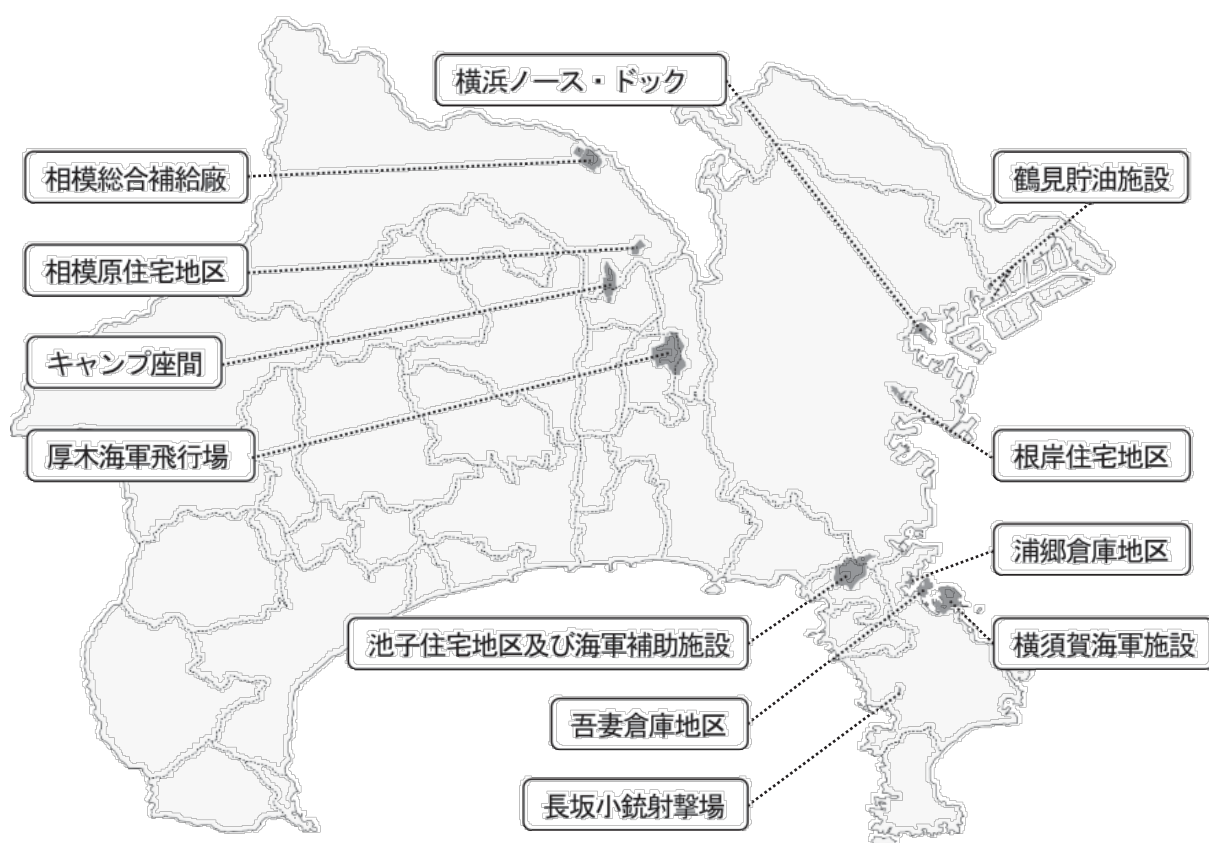 横浜ノース・ドック
相模総合補給廠
鶴見貯油施設
相模原住宅地区
キャンプ座間
厚木海軍飛行場
根岸住宅地区
浦郷倉庫地区
池子住宅地区及び海軍補助施設
横須賀海軍施設
吾妻倉庫地区
長坂小銃射撃場